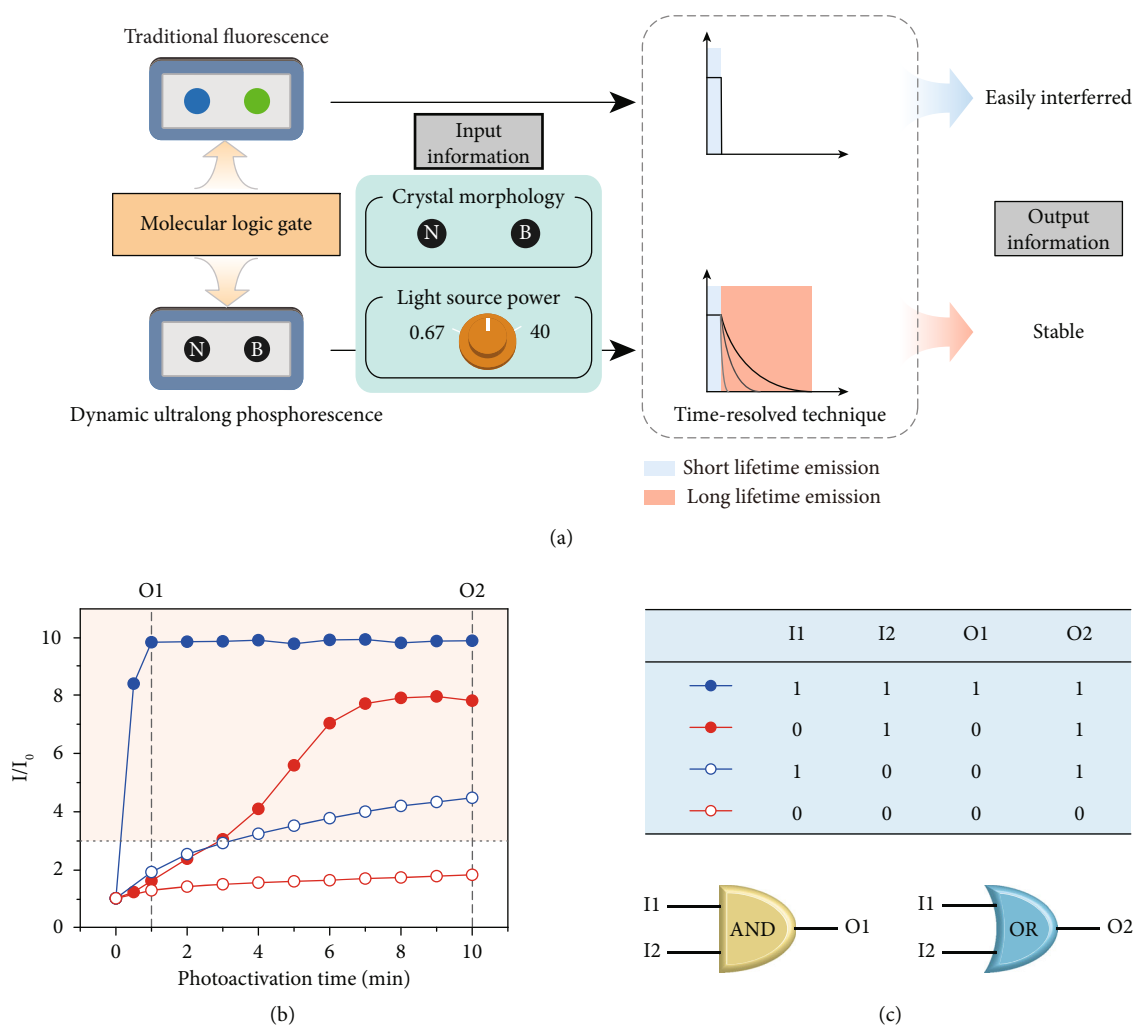 Traditional fluorescence
Molecular logic gate
N B
Dynamic ultralong phosphorescence
Input
information
Crystal morphology
N B
Light source power
0.67 40
Time-resolved technique
Short lifetime emission
Long lifetime emission
Easily interferred
Output
information
Stable
(a)
O1 O2
10
8
6
4
2
0
I/I0
0 2 4 6 8 10
Photoactivation time (min)
(b)
I1 I2 O1 O2
1 1 1 1
0 1 0 1
1 0 0 1
0 0 0 0
I1
I2
AND
O1
I1
I2
OR
O2
(c)